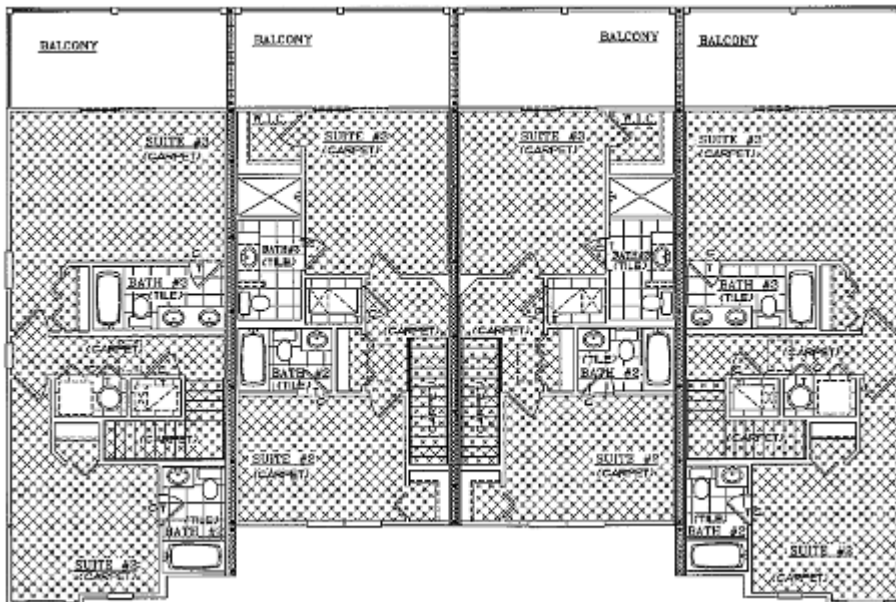 BALCONY
BALCONY
BALCONY
BALCONY
W.I.C.
W.I.C.
SUITE #3
(CARPET)
SUITE #3
(CARPET)
SUITE #3
(CARPET)
SUITE #3
(CARPET)
BATH #3
(TILE)
BATH#3
(TILE)
BATH#3
(TILE)
BATH #3
(TILE)
(CARPET)
(CARPET)
(CARPET)
(CARPET)
BATH #2
(TILE)
(TILE)
BATH #2
(CARPET)
(CARPET)
SUITE #2
(CARPET)
SUITE #2
(CARPET)
(TILE)
BATH #2
(TILE)
BATH #2
SUITE #2
(CARPET)
SUITE #2
(CARPET)